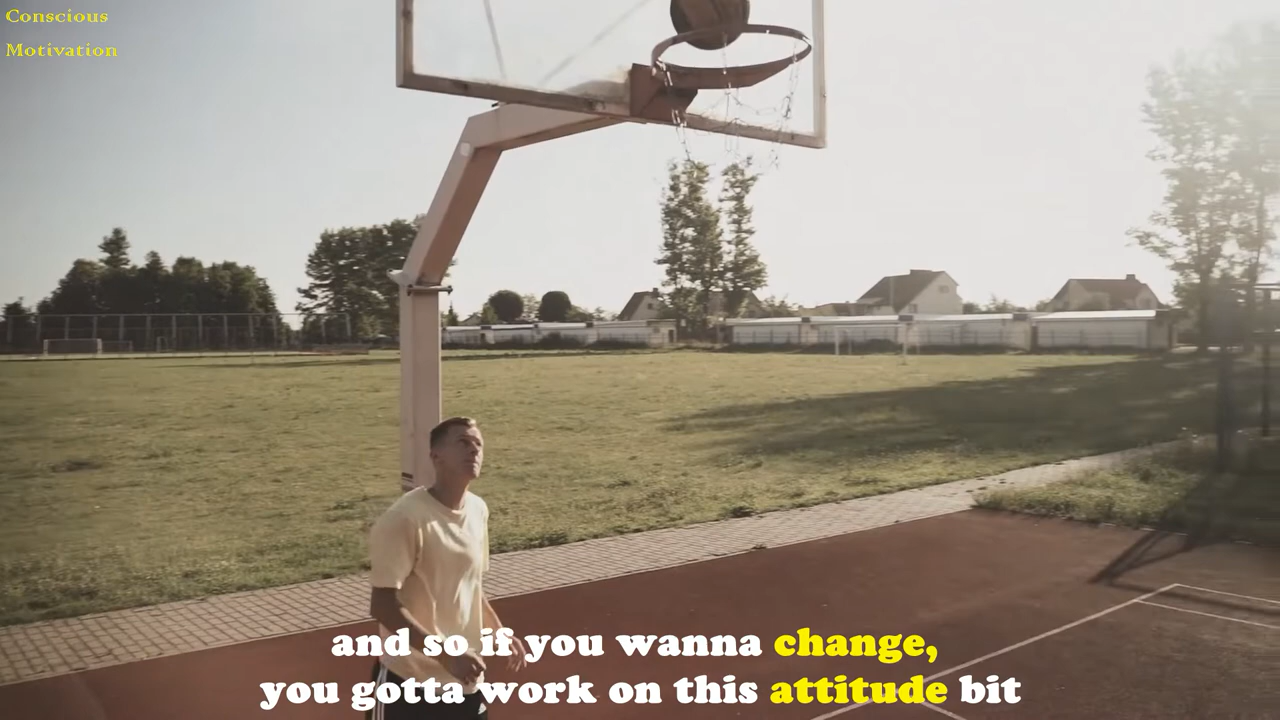 Conscious
Motivation
and so if you wanna change,
you gotta work on this attitude bit